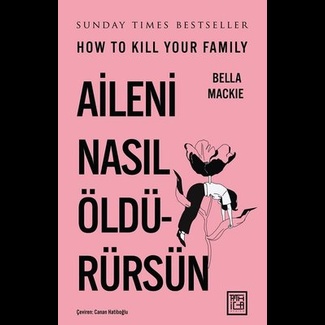 SUNDAY TIMES BESTSELLER
HOW TO KILL YOUR FAMILY
BELLA
MACKIE
AİLENİ
NASIL
ÖLDÜ-
RÜRSÜN
Çeviren: Canan Hatiboğlu